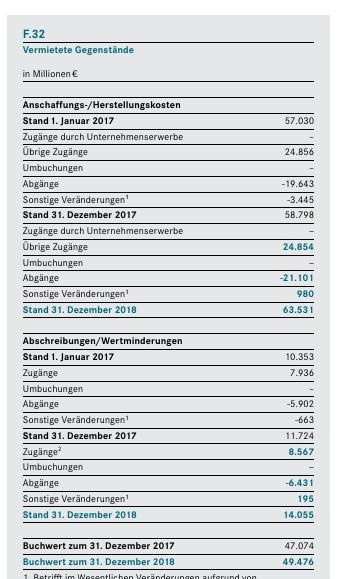 F.32
Vermietete Gegenstände
in Millionen €
Anschaffungs-/Herstellungskosten
Stand 1. Januar 2017 57.030
Zugänge durch Unternehmenserwerbe –
Übrige Zugänge 24.856
Umbuchungen –
Abgänge -19.643
Sonstige Veränderungen¹ -3.445
Stand 31. Dezember 2017 58.798
Zugänge durch Unternehmenserwerbe –
Übrige Zugänge 24.854
Umbuchungen –
Abgänge -21.101
Sonstige Veränderungen¹ 980
Stand 31. Dezember 2018 63.531
Abschreibungen/Wertminderungen
Stand 1. Januar 2017 10.353
Zugänge 7.936
Umbuchungen –
Abgänge -5.902
Sonstige Veränderungen¹ -663
Stand 31. Dezember 2017 11.724
Zugänge² 8.567
Umbuchungen –
Abgänge -6.431
Sonstige Veränderungen¹ 195
Stand 31. Dezember 2018 14.055
Buchwert zum 31. Dezember 2017 47.074
Buchwert zum 31. Dezember 2018 49.476
1 Betrifft im Wesentlichen Veränderungen aufgrund von